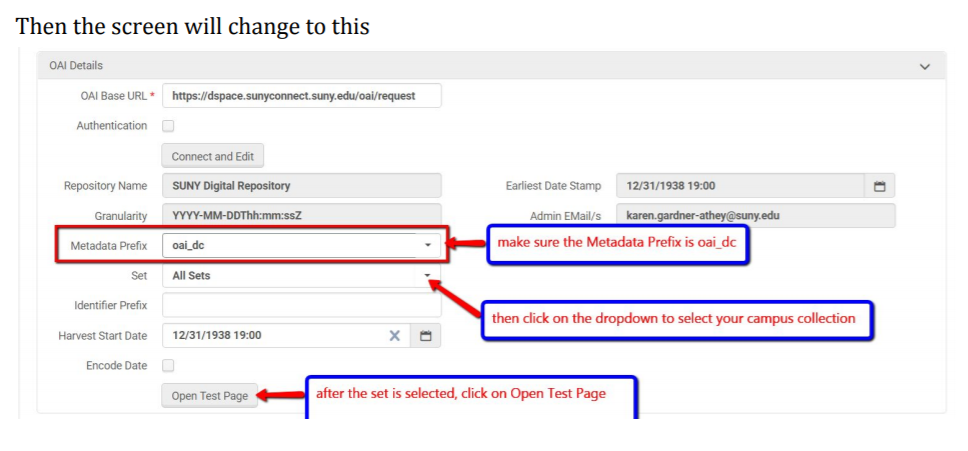 Then the screen will change to this
OAI Details
OAI Base URL * https://dspace.sunyconnect.suny.edu/oai/request
Authentication
Connect and Edit
Repository Name SUNY Digital Repository Earliest Date Stamp 12/31/1938 19:00
Granularity YYYY-MM-DDThh:mm:ssZ Admin EMail/s karen.gardner-athey@suny.edu
Metadata Prefix oai_dc make sure the Metadata Prefix is oai_dc
Set All Sets
Identifier Prefix
then click on the dropdown to select your campus collection
Harvest Start Date 12/31/1938 19:00
Encode Date
Open Test Page after the set is selected, click on Open Test Page